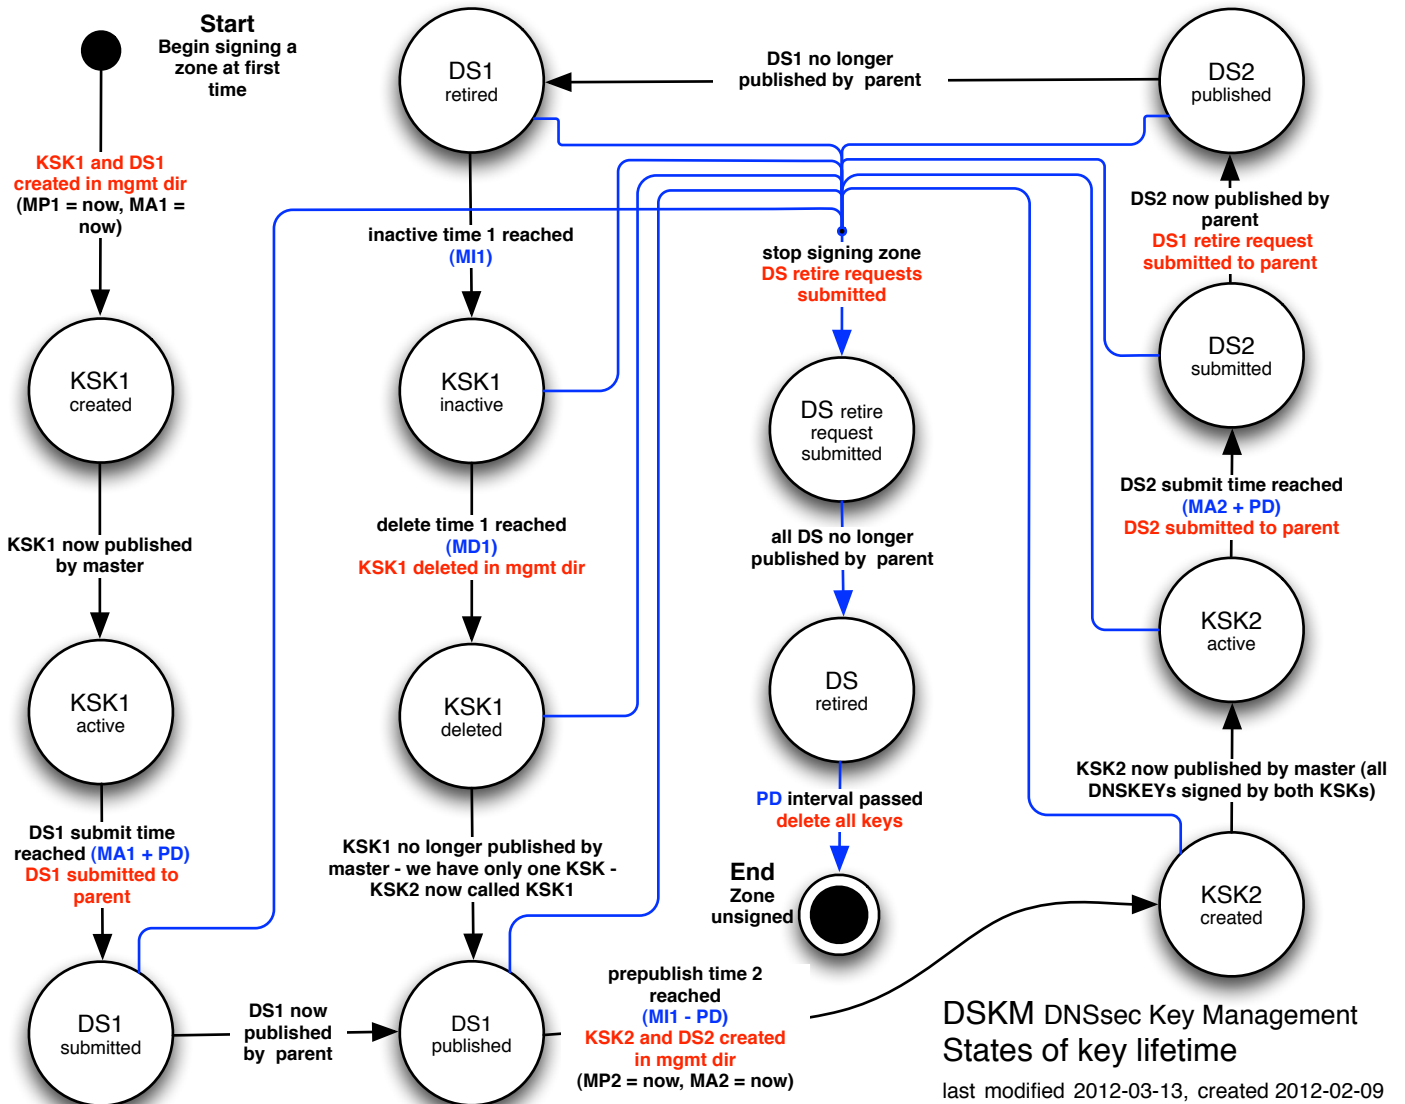 Start
Begin signing a
zone at first
time
KSK1 and DS1
created in mgmt dir
(MP1 = now, MA1 =
now)
KSK1
created
KSK1 now published
by master
KSK1
active
DS1 submit time
reached (MA1 + PD)
DS1 submitted to
parent
DS1
submitted
DS1 now
published
by parent
DS1
retired
inactive time 1 reached
(MI1)
KSK1
inactive
delete time 1 reached
(MD1)
KSK1 deleted in mgmt dir
KSK1
deleted
KSK1 no longer published by
master - we have only one KSK -
KSK2 now called KSK1
DS1
published
prepublish time 2
reached
(MI1 - PD)
KSK2 and DS2 created
in mgmt dir
(MP2 = now, MA2 = now)
DS1 no longer
published by parent
stop signing zone
DS retire requests
submitted
DS retire
request
submitted
all DS no longer
published by parent
DS
retired
PD interval passed
delete all keys
End
Zone
unsigned
DS2
published
DS2 now published by
parent
DS1 retire request
submitted to parent
DS2
submitted
DS2 submit time reached
(MA2 + PD)
DS2 submitted to parent
KSK2
active
KSK2 now published by master (all
DNSKEYs signed by both KSKs)
KSK2
created
DSKM DNSsec Key Management
States of key lifetime
last modified 2012-03-13, created 2012-02-09